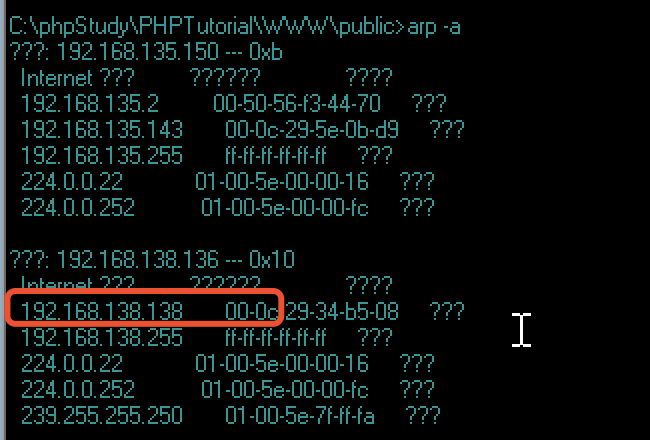 C:\phpStudy\PHPTutorial\WWW\public>arp -a
???: 192.168.135.150 --- 0xb
Internet ??? ?????? ????
192.168.135.2 00-50-56-f3-44-70 ???
192.168.135.143 00-0c-29-5e-0b-d9 ???
192.168.135.255 ff-ff-ff-ff-ff-ff ???
224.0.0.22 01-00-5e-00-00-16 ???
224.0.0.252 01-00-5e-00-00-fc ???
???: 192.168.138.136 --- 0x10
Internet ??? ?????? ????
192.168.138.138 00-0c-29-34-b5-08 ???
192.168.138.255 ff-ff-ff-ff-ff-ff ???
224.0.0.22 01-00-5e-00-00-16 ???
224.0.0.252 01-00-5e-00-00-fc ???
239.255.255.250 01-00-5e-7f-ff-fa ???